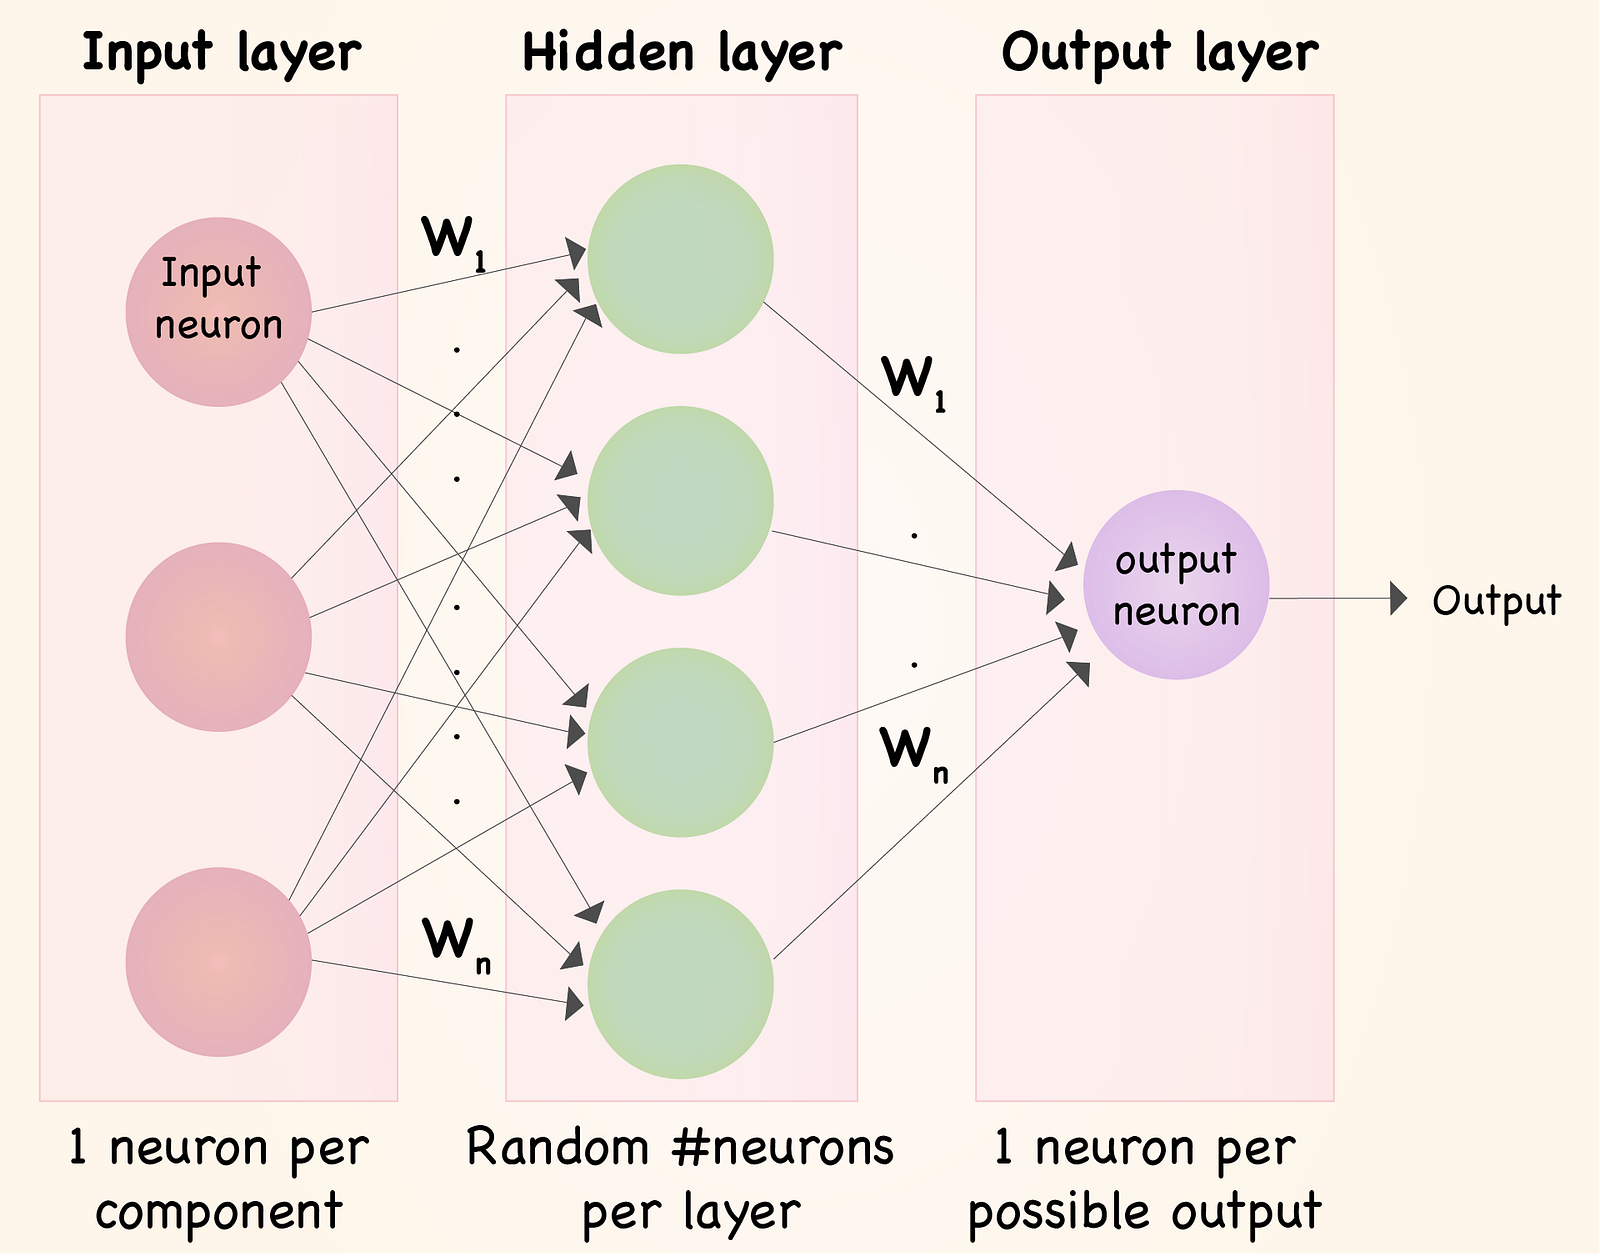 Input layer
Hidden layer
Output layer
Input
neuron
W1
W1
Wn
Wn
output
neuron
Output
1 neuron per
component
Random #neurons
per layer
1 neuron per
possible output